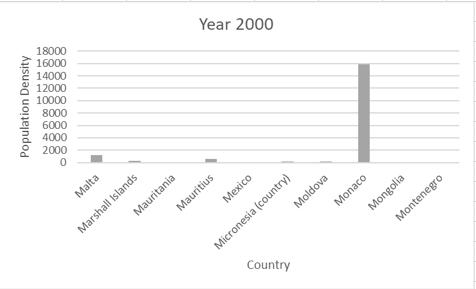 Year 2000
Population Density
18000
16000
14000
12000
10000
8000
6000
4000
2000
0
Malta
Marshall Islands
Mauritania
Mauritius
Mexico
Micronesia (country)
Moldova
Monaco
Mongolia
Montenegro
Country